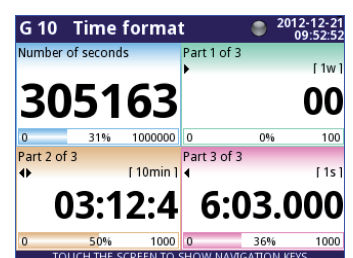 G 10 Time format 2012-12-21
09:52:52
Number of seconds
305163
0 31% 1000000
Part 1 of 3
[ 1w ]
00
0 0% 100
Part 2 of 3
[ 10min ]
03:12:4
0 50% 1000
Part 3 of 3
[ 1s ]
6:03.000
0 36% 1000
TOUCH THE SCREEN TO SHOW NAVIGATION KEYS